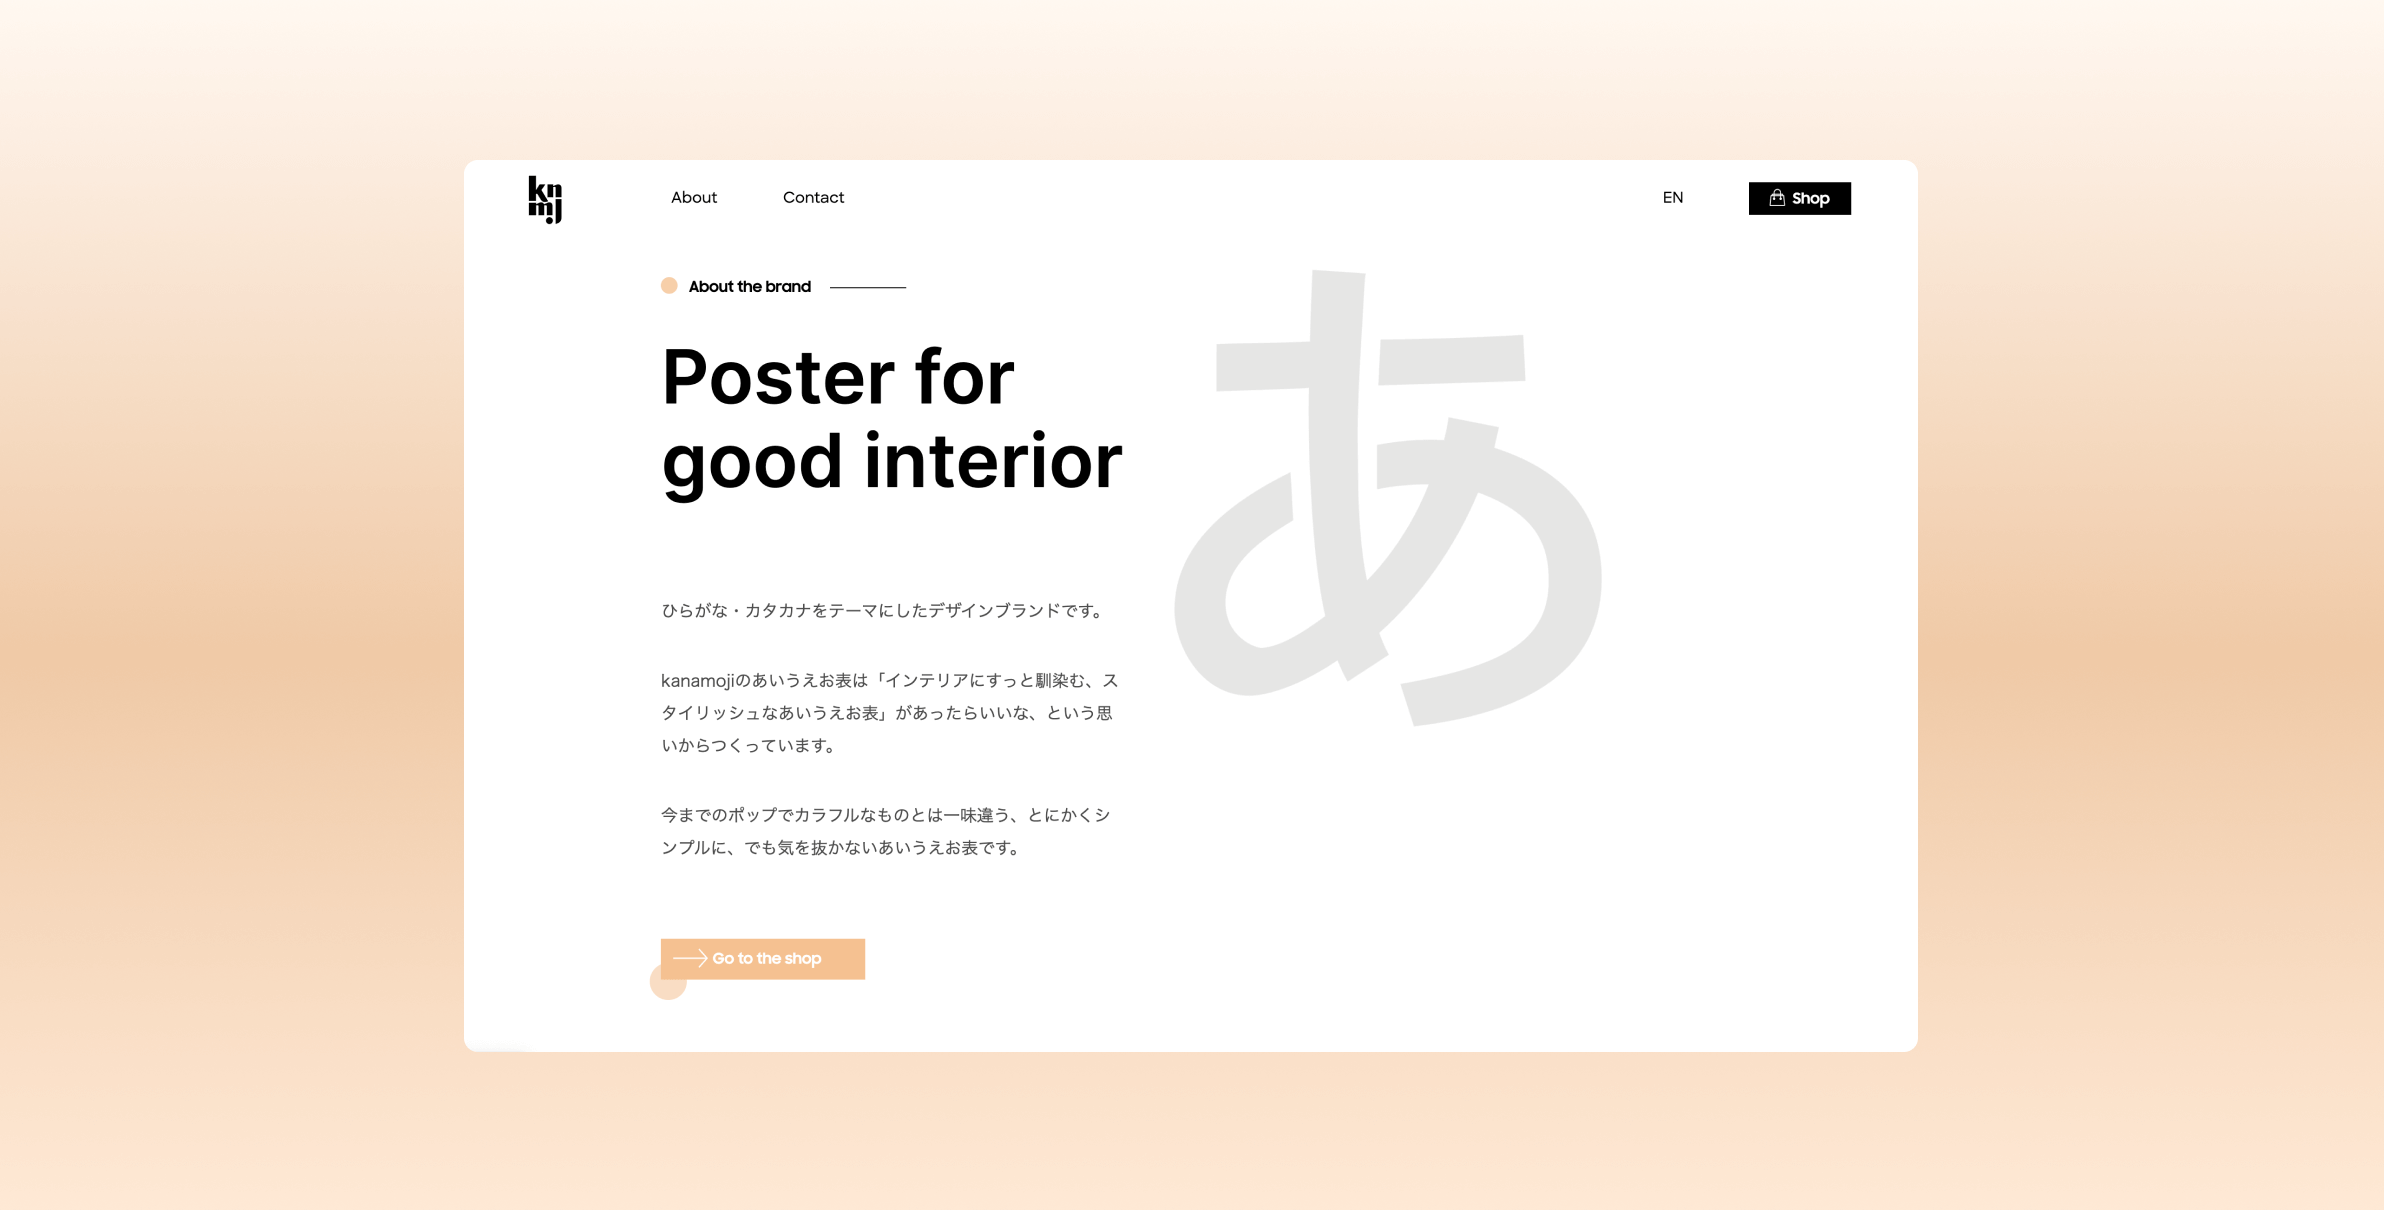 knmj
About
Contact
EN
Shop
About the brand
Poster for
good interior
あ
ひらがな・カタカナをテーマにしたデザインブランドです。
kanamojiのあいうえお表は「インテリアにすっと馴染む、ス
タイリッシュなあいうえお表」があったらいいな、という思
いからつくっています。
今までのポップでカラフルなものとは一味違う、とにかくシ
ンプルに、でも気を抜かないあいうえお表です。
Go to the shop